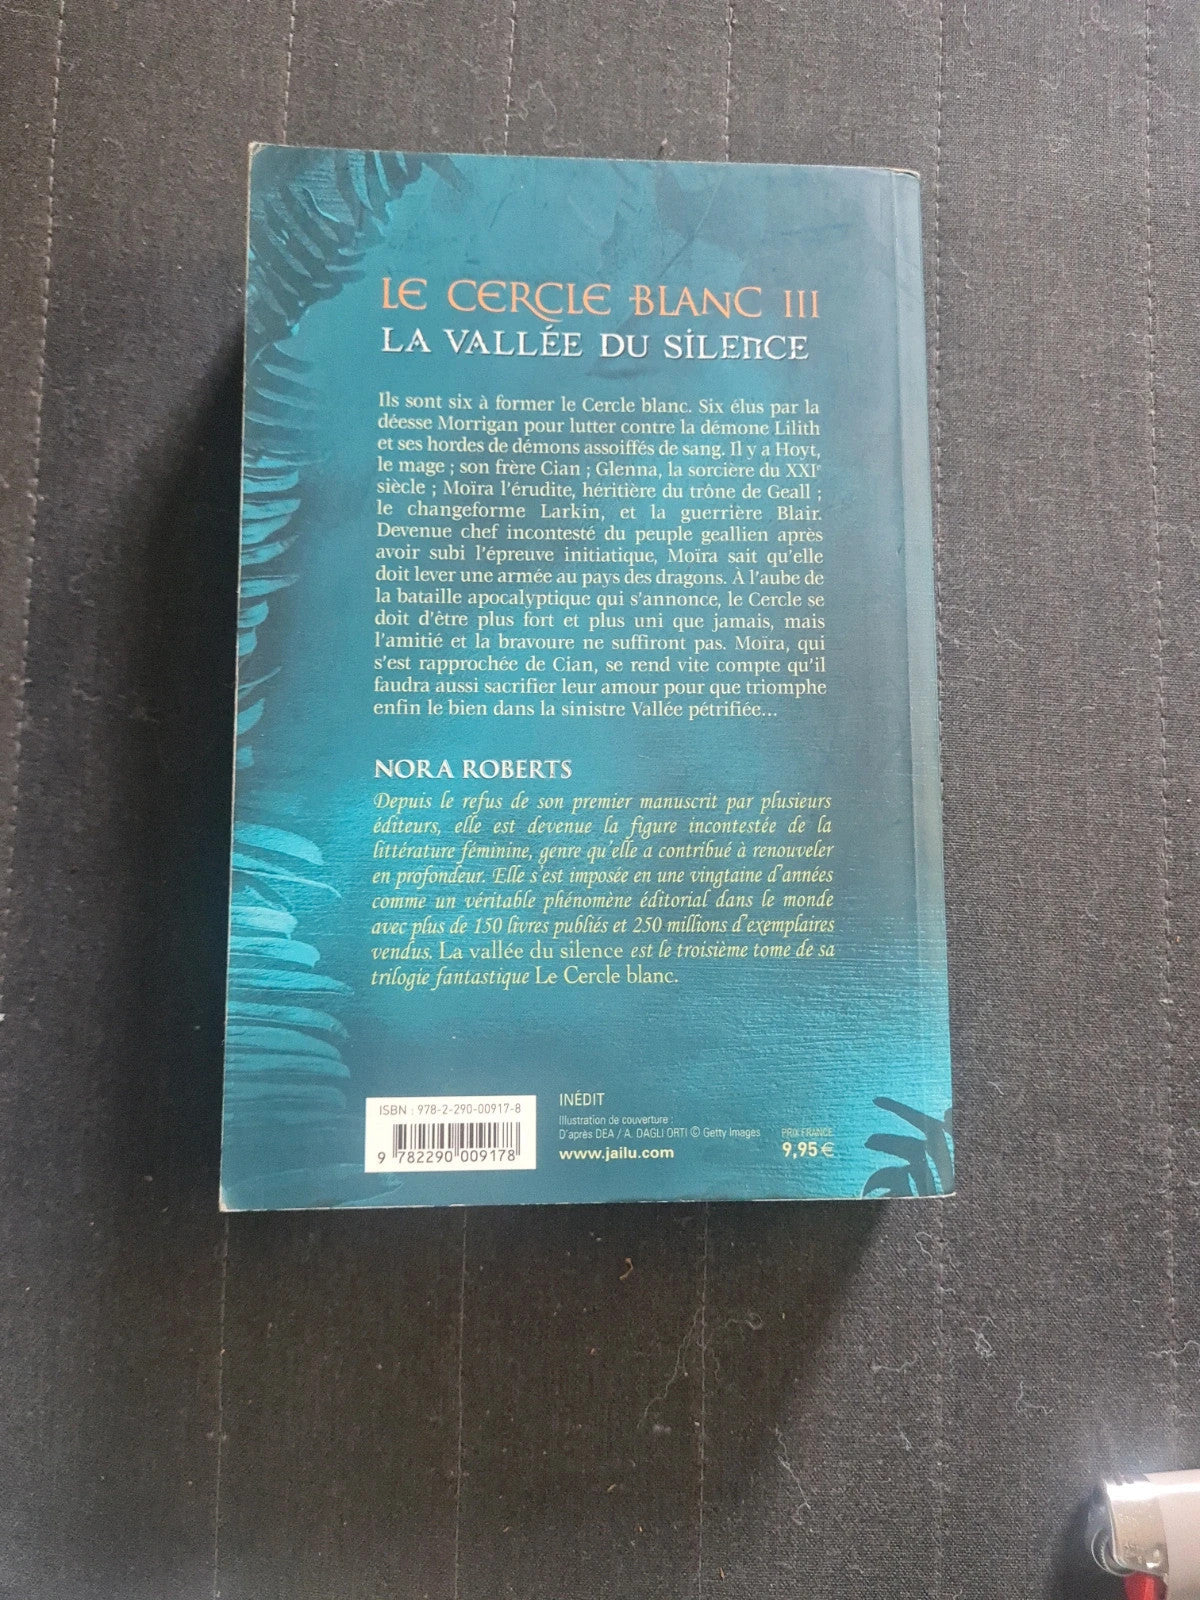 LE CERCLE BLANC III
LA VALLÉE DU SILENCE
Ils sont six à former le Cercle blanc. Six élus par la
déesse Morrigan pour lutter contre la démone Lilith
et ses hordes de démons assoiffés de sang. Il y a Hoyt,
le mage ; son frère Cian ; Glenna, la sorcière du XXIe
siècle ; Moïra l'érudite, héritière du trône de Geall ;
le changeforme Larkin, et la guerrière Blair.
Devenue chef incontesté du peuple geallien après
avoir subi l'épreuve initiatique, Moïra sait qu'elle
doit lever une armée au pays des dragons. À l'aube de
la bataille apocalyptique qui s'annonce, le Cercle se
doit d'être plus fort et plus uni que jamais, mais
l'amitié et la bravoure ne suffiront pas. Moïra, qui
s'est rapprochée de Cian, se rend vite compte qu'il
faudra aussi sacrifier leur amour pour que triomphe
enfin le bien dans la sinistre Vallée pétrifiée...
NORA ROBERTS
Depuis le refus de son premier manuscrit par plusieurs
éditeurs, elle est devenue la figure incontestée de la
littérature féminine, genre qu'elle a contribué à renouveler
en profondeur. Elle s'est imposée en une vingtaine d'années
comme un véritable phénomène éditorial dans le monde
avec plus de 150 livres publiés et 250 millions d'exemplaires
vendus. La vallée du silence est le troisième tome de sa
trilogie fantastique Le Cercle blanc.
ISBN : 978-2-290-00917-8
9 782290 009178
INÉDIT
Illustration de couverture :
D'après DEA / A. DAGLI ORTI © Getty Images
www.jailu.com
PRIX FRANCE
9,95 €